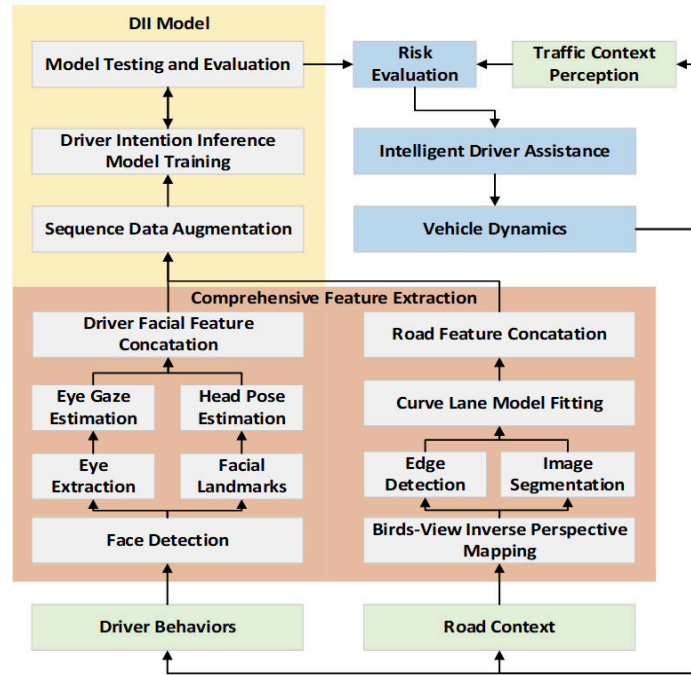 DII Model
Model Testing and Evaluation
Risk
Evaluation
Traffic Context
Perception
Driver Intention Inference
Model Training
Intelligent Driver Assistance
Sequence Data Augmentation
Vehicle Dynamics
Comprehensive Feature Extraction
Driver Facial Feature
Concatation
Road Feature Concatation
Eye Gaze
Estimation
Head Pose
Estimation
Curve Lane Model Fitting
Eye
Extraction
Facial
Landmarks
Edge
Detection
Image
Segmentation
Face Detection
Birds-View Inverse Perspective
Mapping
Driver Behaviors
Road Context